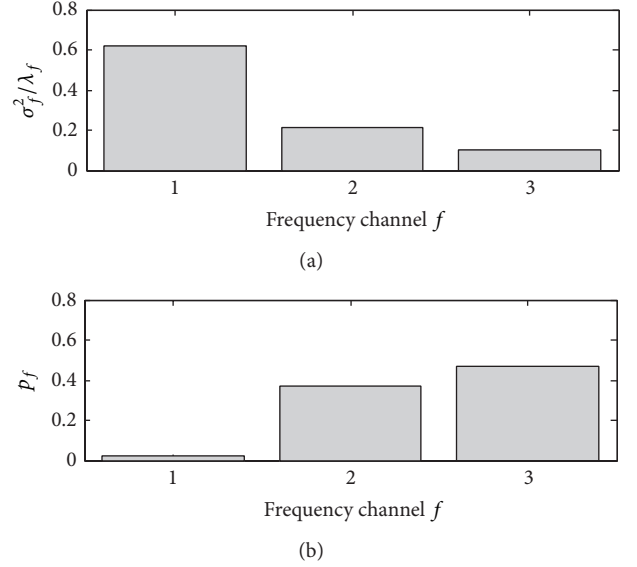 0.8
0.6
0.4
0.2
0
σ_f^2/λ_f
1 2 3
Frequency channel f
(a)
0.8
0.6
0.4
0.2
0
p_f
1 2 3
Frequency channel f
(b)